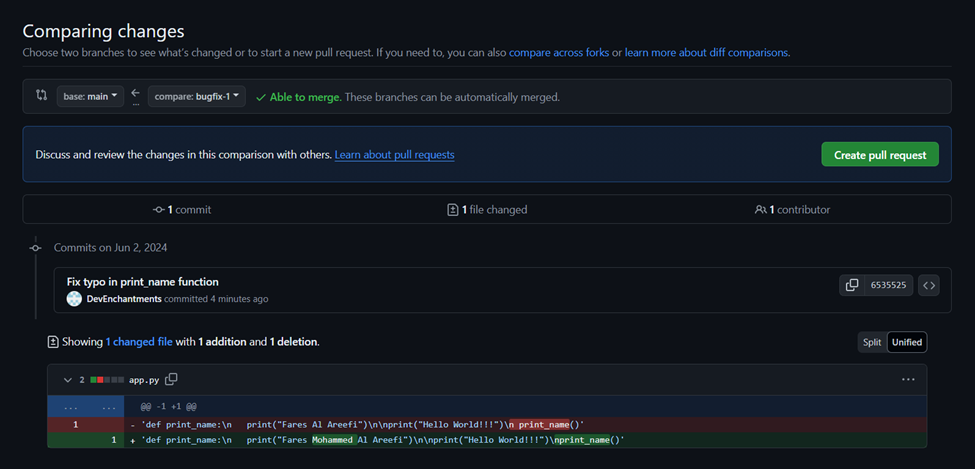 Comparing changes
Choose two branches to see what's changed or to start a new pull request. If you need to, you can also compare across forks or learn more about diff comparisons.
base: main ← compare: bugfix-1 ✓ Able to merge. These branches can be automatically merged.
...
Discuss and review the changes in this comparison with others. Learn about pull requests Create pull request
1 commit 1 file changed 1 contributor
Commits on Jun 2, 2024
Fix typo in print_name function
DevEnchantments committed 4 minutes ago 6535525 <>
Showing 1 changed file with 1 addition and 1 deletion. Split Unified
2 app.py ...
... ... @@ -1 +1 @@
1 - 'def print_name:\n   print("Fares Al Areefi")\n\nprint("Hello World!!!")\n print_name()'
1 + 'def print_name:\n   print("Fares Mohammed Al Areefi")\n\nprint("Hello World!!!")\nprint_name()'